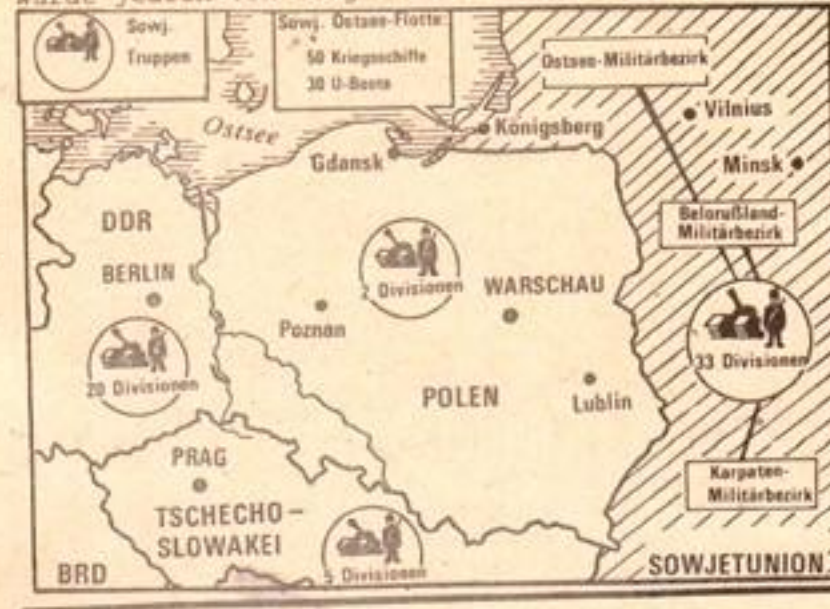 wurde jedoch
Sowj.
Truppen
Sowj. Ostsee-Flotte
50 Kriegsschiffe
30 U-Boote
Ostsee-Militärbezirk
Vilnius
Ostsee
Königsberg
Gdansk
Minsk
DDR
Belorußland-
Militärbezirk
BERLIN
2 Divisionen
WARSCHAU
Poznan
33 Divisionen
20 Divisionen
POLEN
Lublin
PRAG
Karpaten-
Militärbezirk
TSCHECHO-
SLOWAKEI
5 Divisionen
BRD
SOWJETUNION